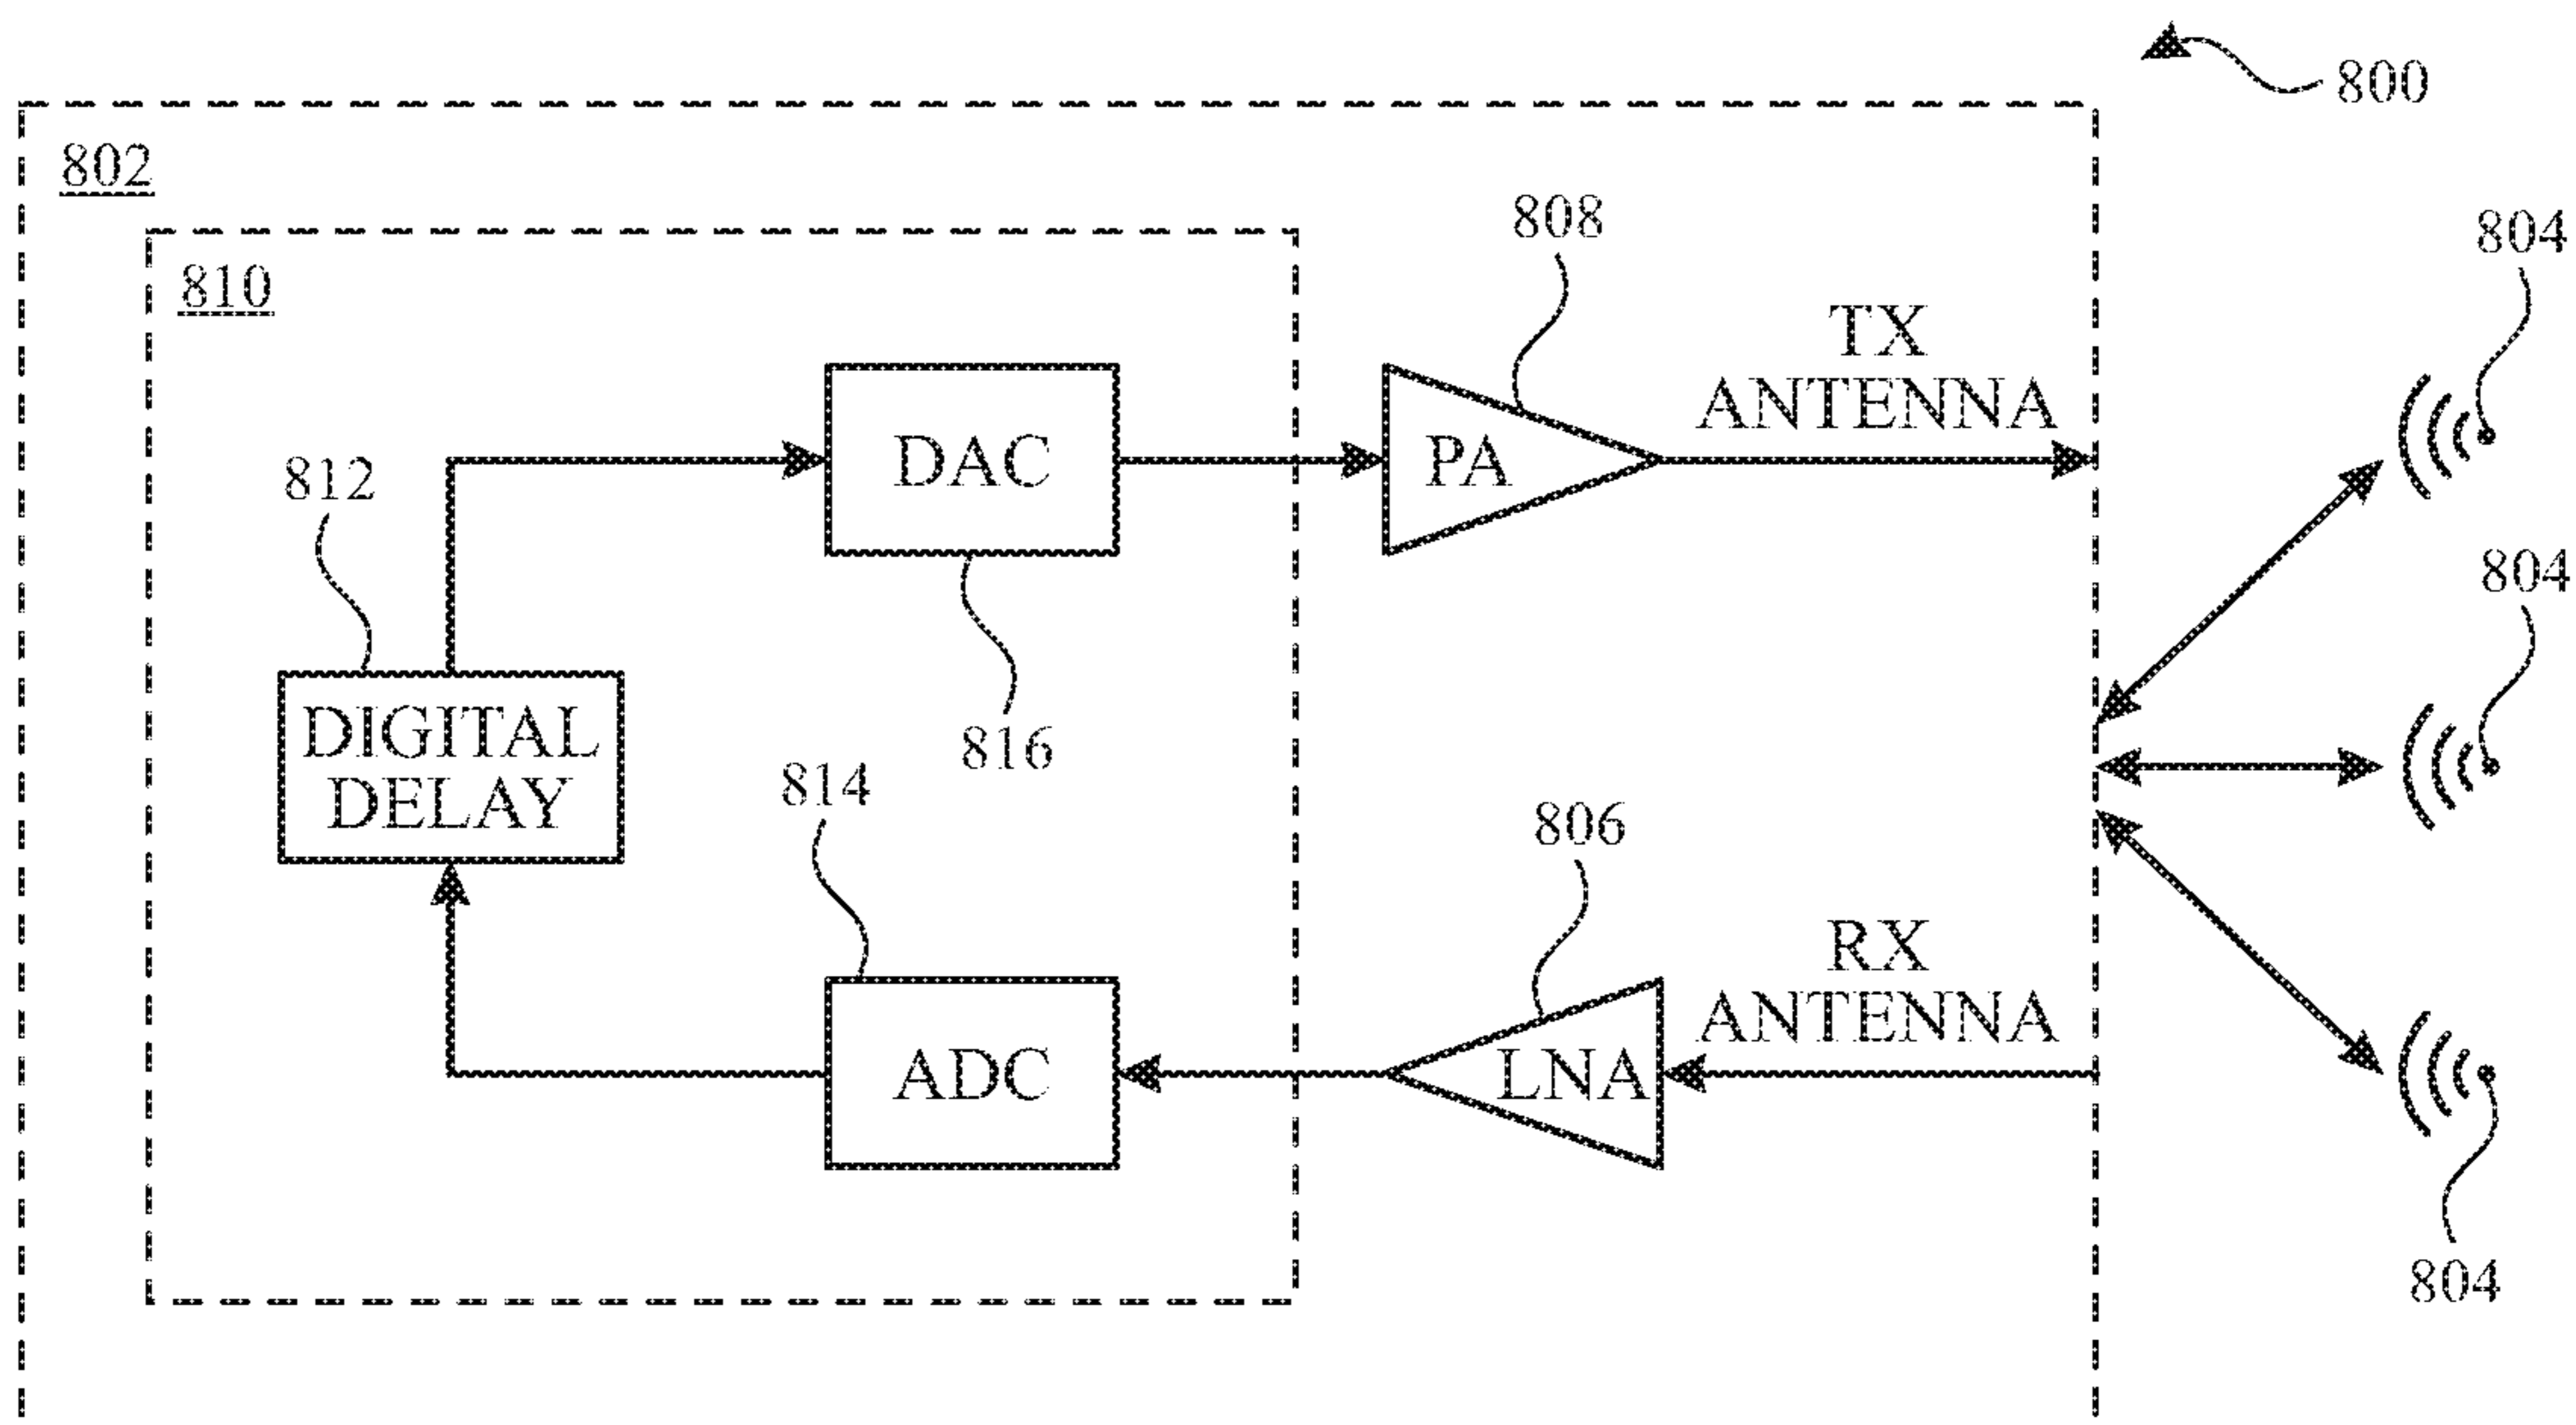 800
802
808
804
810
TX
ANTENNA
DAC
PA
812
804
DIGITAL
DELAY
816
814
806
RX
ANTENNA
ADC
LNA
804